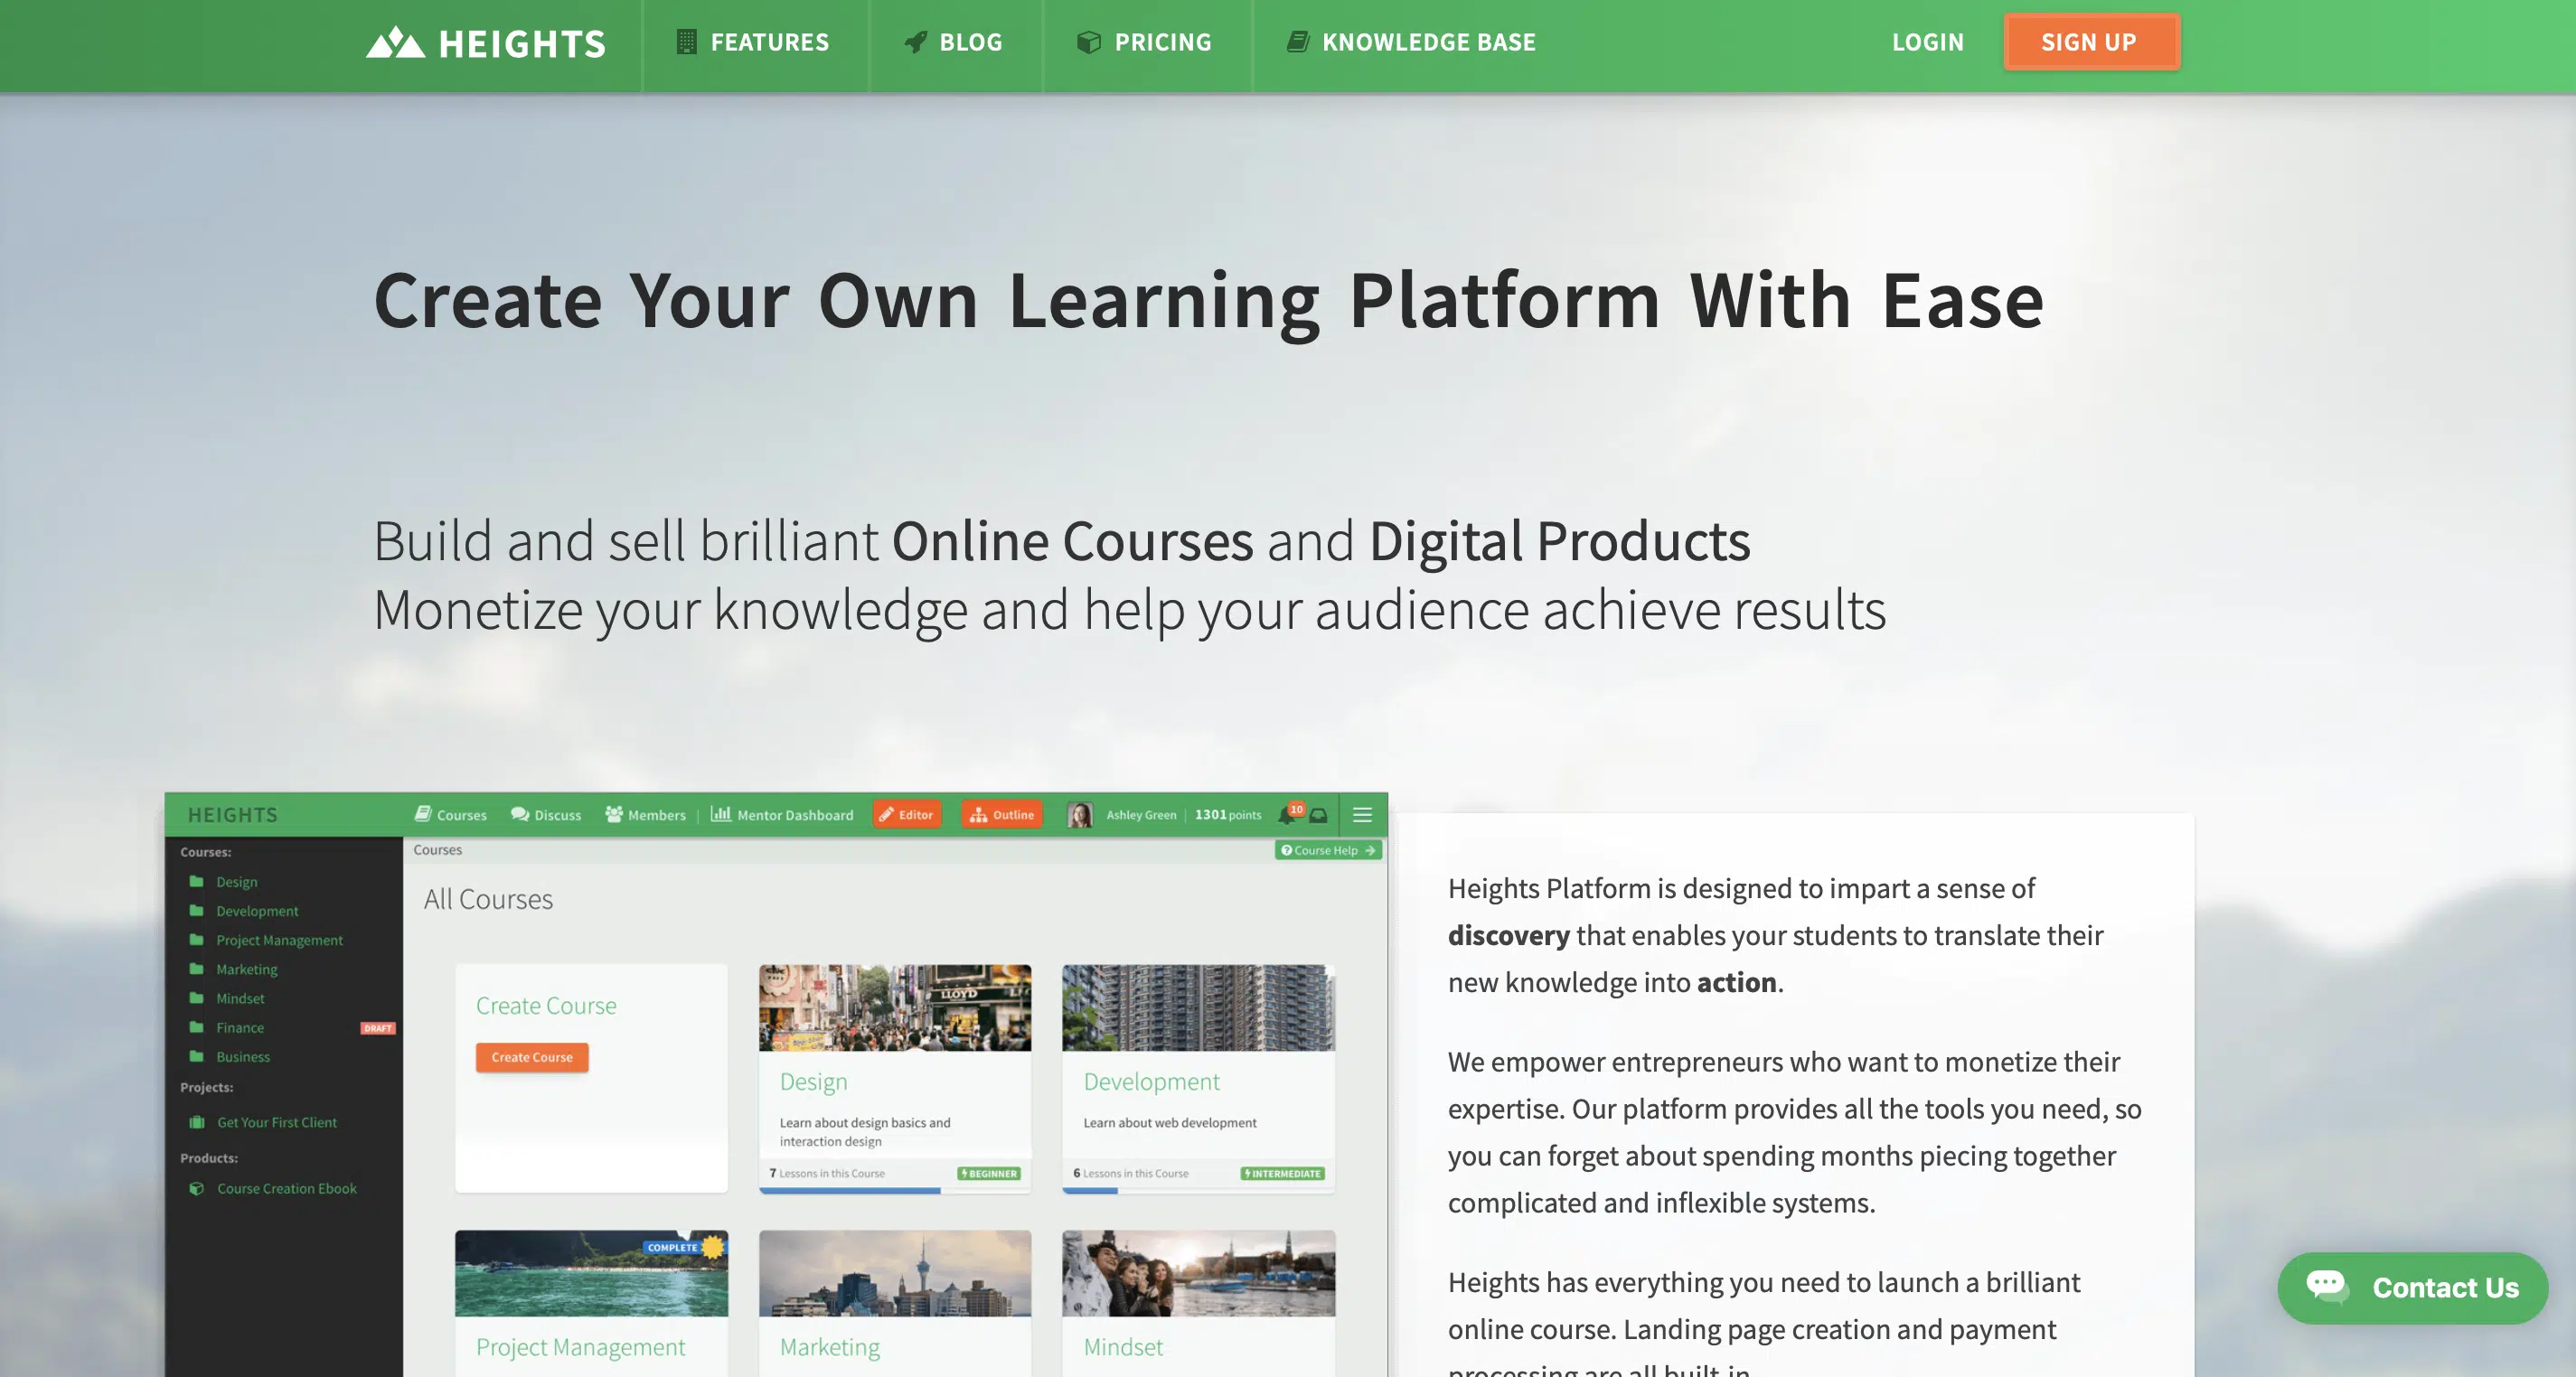 HEIGHTS
FEATURES
BLOG
PRICING
KNOWLEDGE BASE
LOGIN
SIGN UP
Create Your Own Learning Platform With Ease
Build and sell brilliant Online Courses and Digital Products
Monetize your knowledge and help your audience achieve results
HEIGHTS
Courses
Discuss
Members
Mentor Dashboard
Editor
Outline
Ashley Green
1301 points
10
Courses:
Design
Development
Project Management
Marketing
Mindset
Finance
DRAFT
Business
Projects:
Get Your First Client
Products:
Course Creation Ebook
Courses
Course Help
All Courses
Create Course
Create Course
LLOYD
Design
Learn about design basics and
interaction design
7 Lessons in this Course
BEGINNER
Development
Learn about web development
6 Lessons in this Course
INTERMEDIATE
COMPLETE
Project Management
Marketing
Mindset
Heights Platform is designed to impart a sense of
discovery that enables your students to translate their
new knowledge into action.
We empower entrepreneurs who want to monetize their
expertise. Our platform provides all the tools you need, so
you can forget about spending months piecing together
complicated and inflexible systems.
Heights has everything you need to launch a brilliant
online course. Landing page creation and payment
processing are all built-in
Contact Us